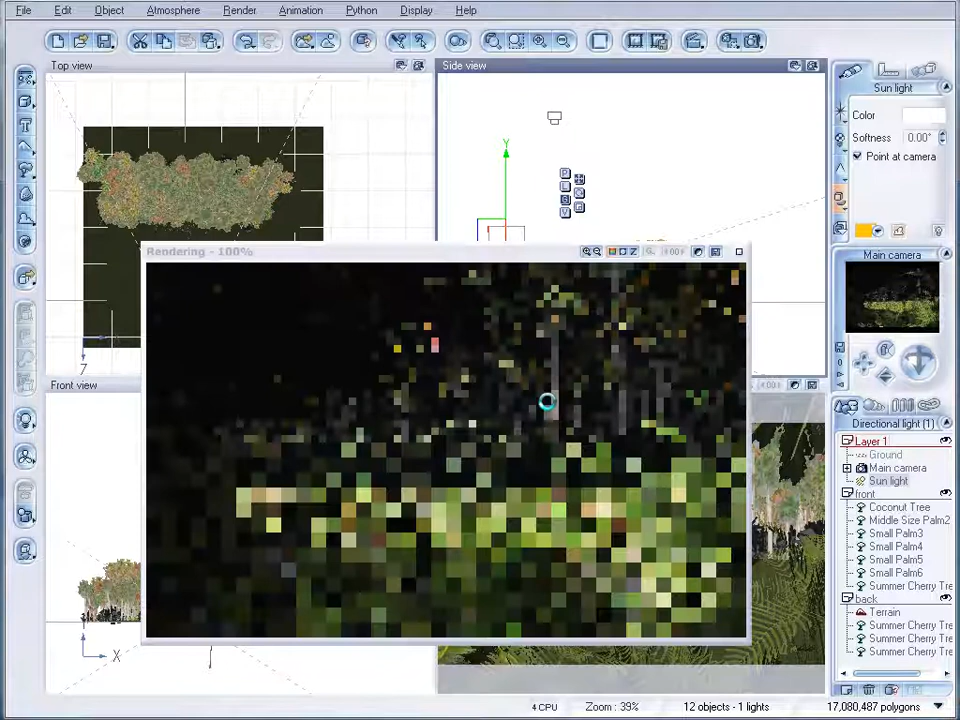 File Edit Object Atmosphere Render Animation Python Display Help
Top view
Side view
Sun light
Color
Softness 0.00°
Point at camera
Y
P
L
V
Rendering - 100%
Z
Main camera
Z
Front view
Directional light (1)
Layer 1
Ground
Main camera
Sun light
front
Coconut Tree
Middle Size Palm2
Small Palm3
Small Palm4
Small Palm5
Small Palm6
Summer Cherry Tre
back
Terrain
Summer Cherry Tre
Summer Cherry Tre
Summer Cherry Tre
X
4 CPU Zoom : 39% 12 objects - 1 lights 17,080,487 polygons